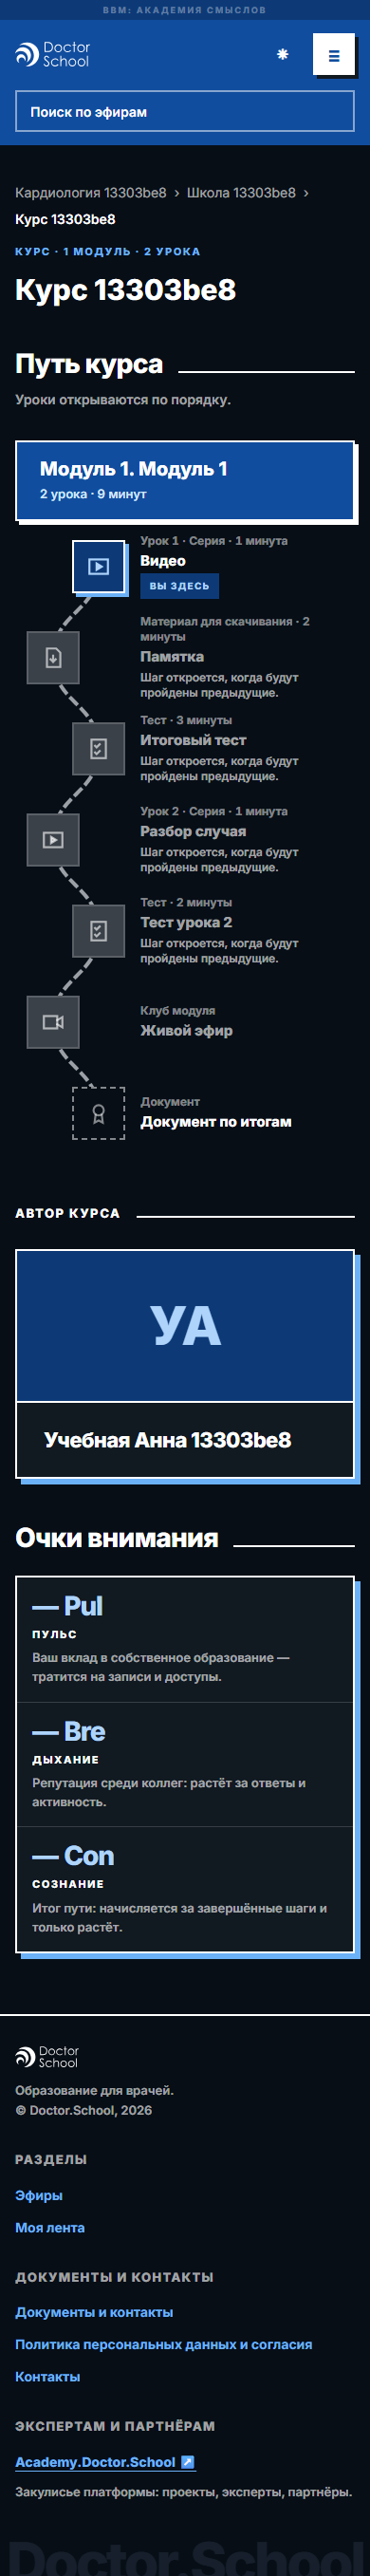 ВВМ: АКАДЕМИЯ СМЫСЛОВ
Doctor
School
Поиск по эфирам
Кардиология 13303be8 › Школа 13303be8 ›
Курс 13303be8
КУРС · 1 МОДУЛЬ · 2 УРОКА
Курс 13303be8
Путь курса
Уроки открываются по порядку.
Модуль 1. Модуль 1
2 урока · 9 минут
Урок 1 · Серия · 1 минута
Видео
ВЫ ЗДЕСЬ
Материал для скачивания · 2
минуты
Памятка
Шаг откроется, когда будут
пройдены предыдущие.
Тест · 3 минуты
Итоговый тест
Шаг откроется, когда будут
пройдены предыдущие.
Урок 2 · Серия · 1 минута
Разбор случая
Шаг откроется, когда будут
пройдены предыдущие.
Тест · 2 минуты
Тест урока 2
Шаг откроется, когда будут
пройдены предыдущие.
Клуб модуля
Живой эфир
Документ
Документ по итогам
АВТОР КУРСА
УА
Учебная Анна 13303be8
Очки внимания
— Pul
ПУЛЬС
Ваш вклад в собственное образование —
тратится на записи и доступы.
— Bre
ДЫХАНИЕ
Репутация среди коллег: растёт за ответы и
активность.
— Con
СОЗНАНИЕ
Итог пути: начисляется за завершённые шаги и
только растёт.
Doctor
School
Образование для врачей.
© Doctor.School, 2026
РАЗДЕЛЫ
Эфиры
Моя лента
ДОКУМЕНТЫ И КОНТАКТЫ
Документы и контакты
Политика персональных данных и согласия
Контакты
ЭКСПЕРТАМ И ПАРТНЁРАМ
Academy.Doctor.School ↗
Закулисье платформы: проекты, эксперты, партнёры.
Doctor.School